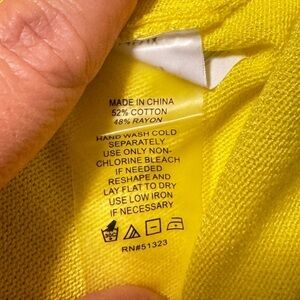 MADE IN CHINA
52% COTTON
48% RAYON
HAND WASH COLD
SEPARATELY
USE ONLY NON-
CHLORINE BLEACH
IF NEEDED
RESHAPE AND
LAY FLAT TO DRY
USE LOW IRON
IF NECESSARY
RN#51323